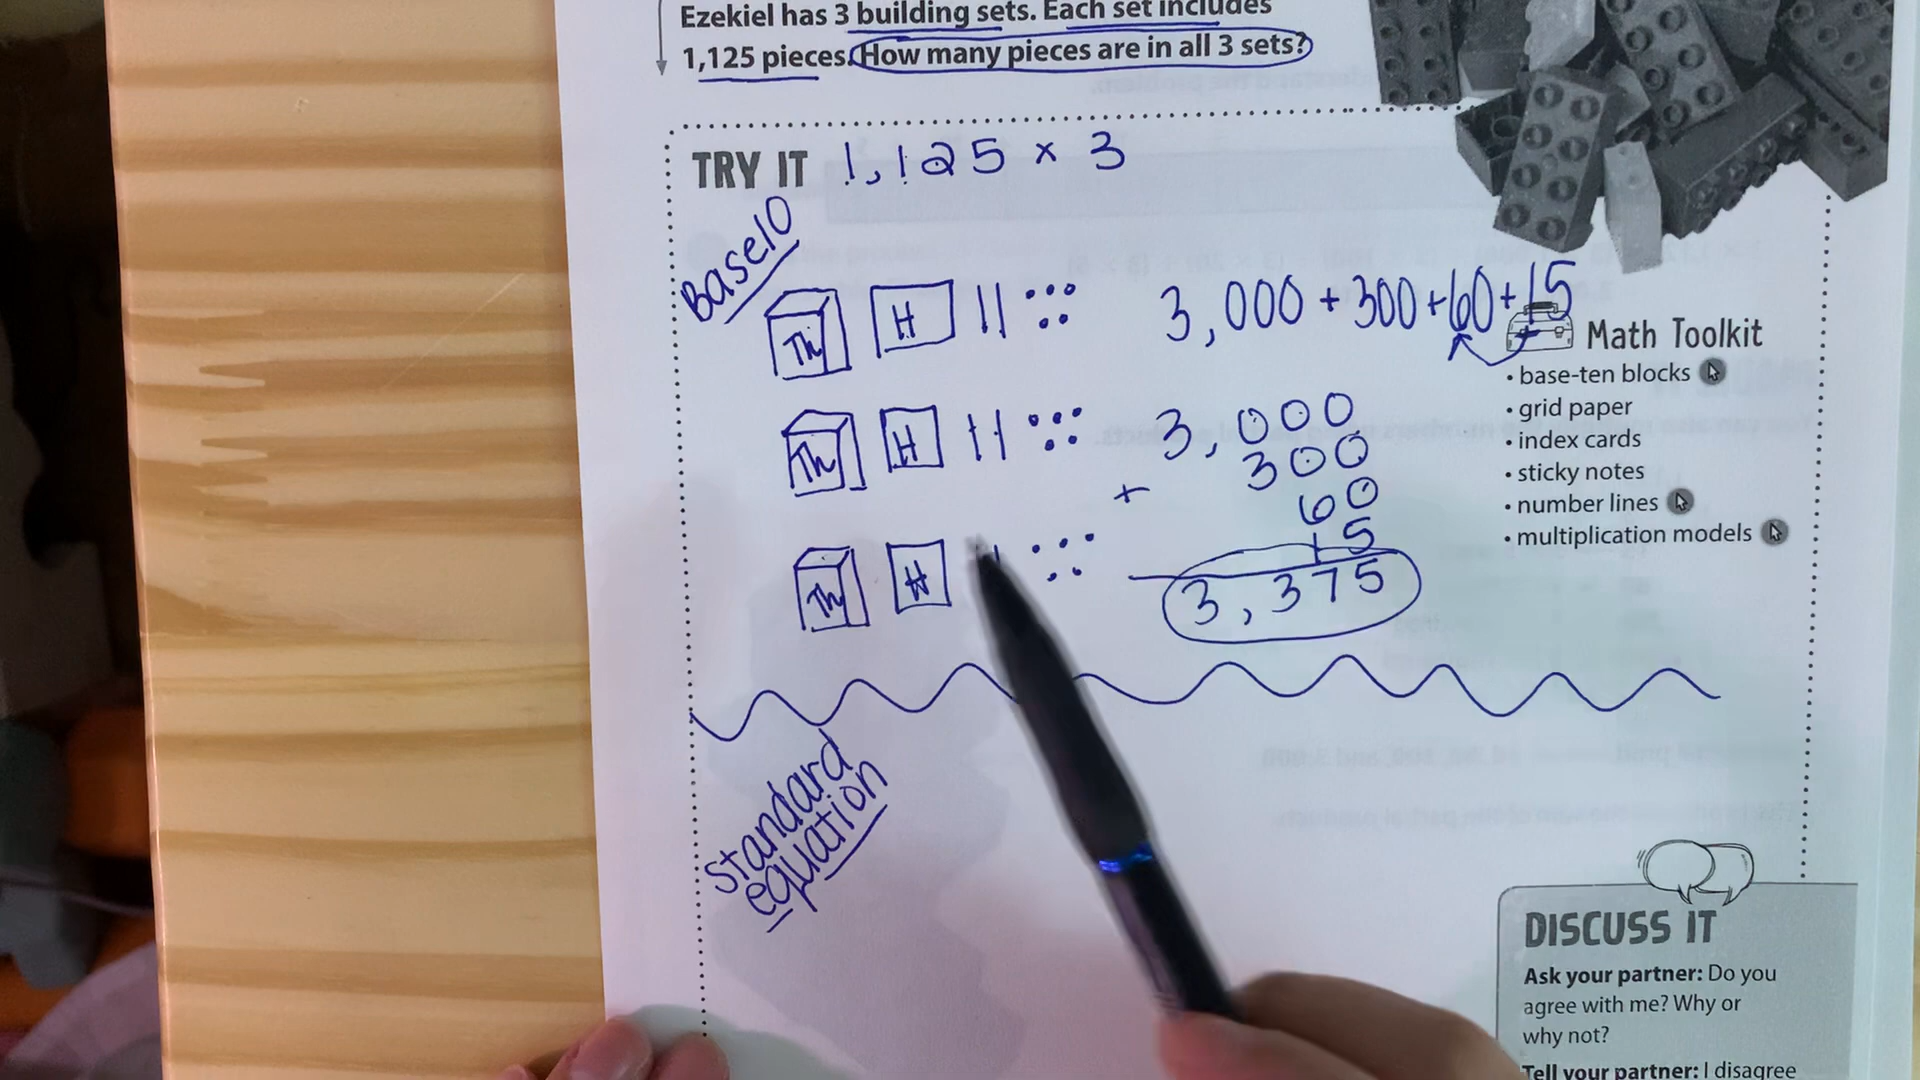 Ezekiel has 3 building sets. Each set includes
1,125 pieces. How many pieces are in all 3 sets?
TRY IT 1,125 × 3
Base10
Th H 3,000 + 300 + 60 + 15
Th H 3,000
300
+ 60
15
Th H 3,375
Math Toolkit
• base-ten blocks
• grid paper
• index cards
• sticky notes
• number lines
• multiplication models
Standard
equation
DISCUSS IT
Ask your partner: Do you
agree with me? Why or
why not?
Tell your partner: I disagree